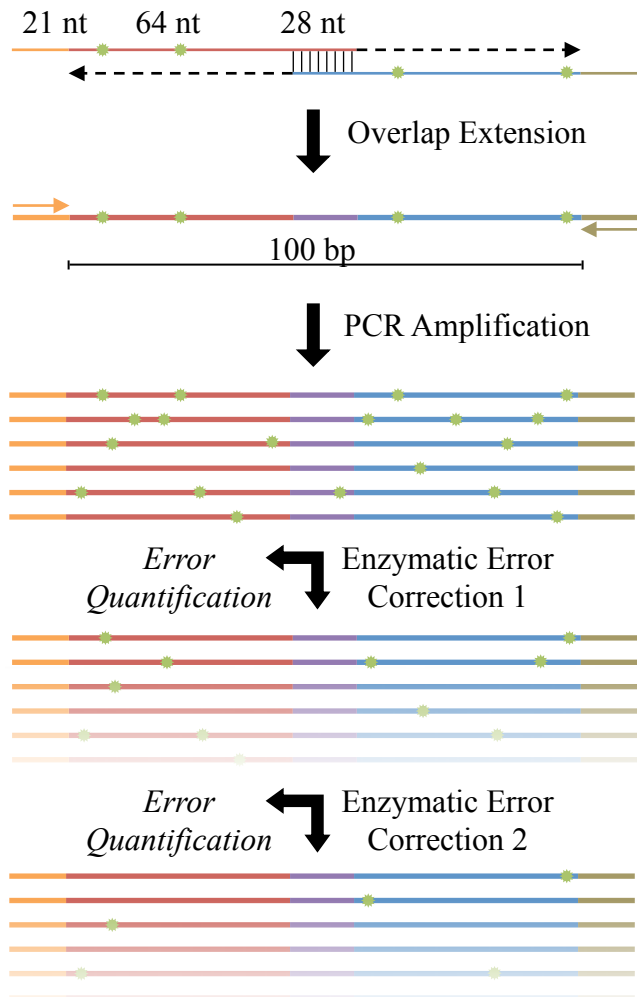 21 nt 64 nt 28 nt
Overlap Extension
100 bp
PCR Amplification
Error Quantification
Enzymatic Error Correction 1
Error Quantification
Enzymatic Error Correction 2